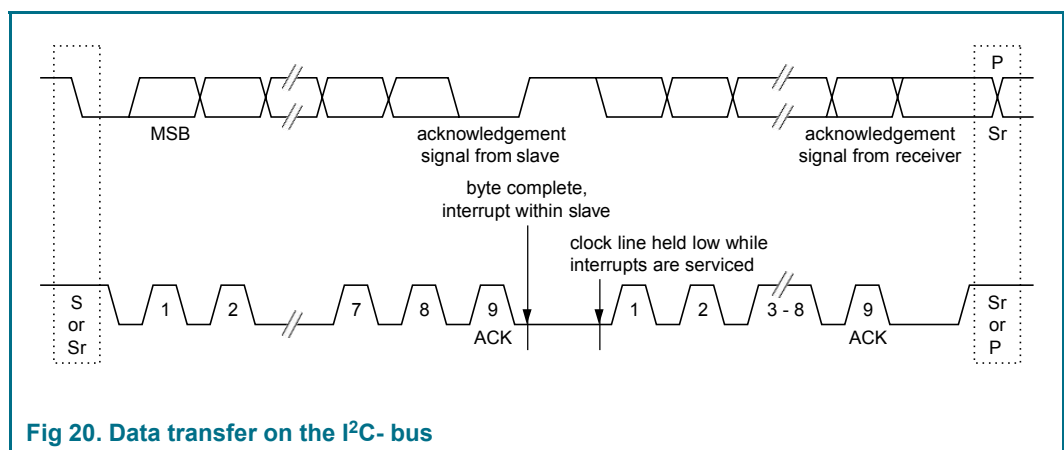 P
MSB
acknowledgement
signal from slave
acknowledgement
signal from receiver
Sr
byte complete,
interrupt within slave
clock line held low while
interrupts are serviced
S
or
Sr
1
2
7
8
9
ACK
1
2
3 - 8
9
ACK
Sr
or
P
Fig 20. Data transfer on the I²C- bus